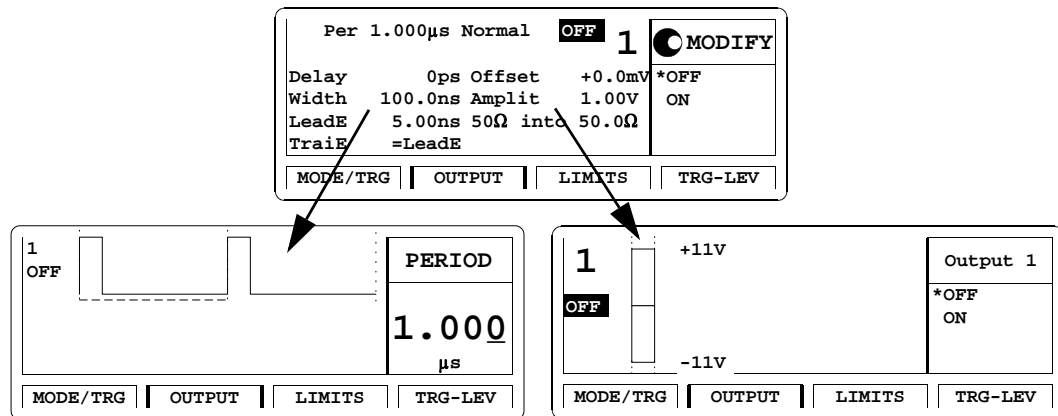 Per 1.000µs Normal OFF 1 MODIFY
Delay 0ps Offset +0.0mV *OFF
Width 100.0ns Amplit 1.00V ON
LeadE 5.00ns 50Ω into 50.0Ω
TraiE =LeadE
MODE/TRG OUTPUT LIMITS TRG-LEV
1
OFF
PERIOD
1.000
µs
MODE/TRG OUTPUT LIMITS TRG-LEV
1 +11V Output 1
OFF *OFF
ON
-11V
MODE/TRG OUTPUT LIMITS TRG-LEV